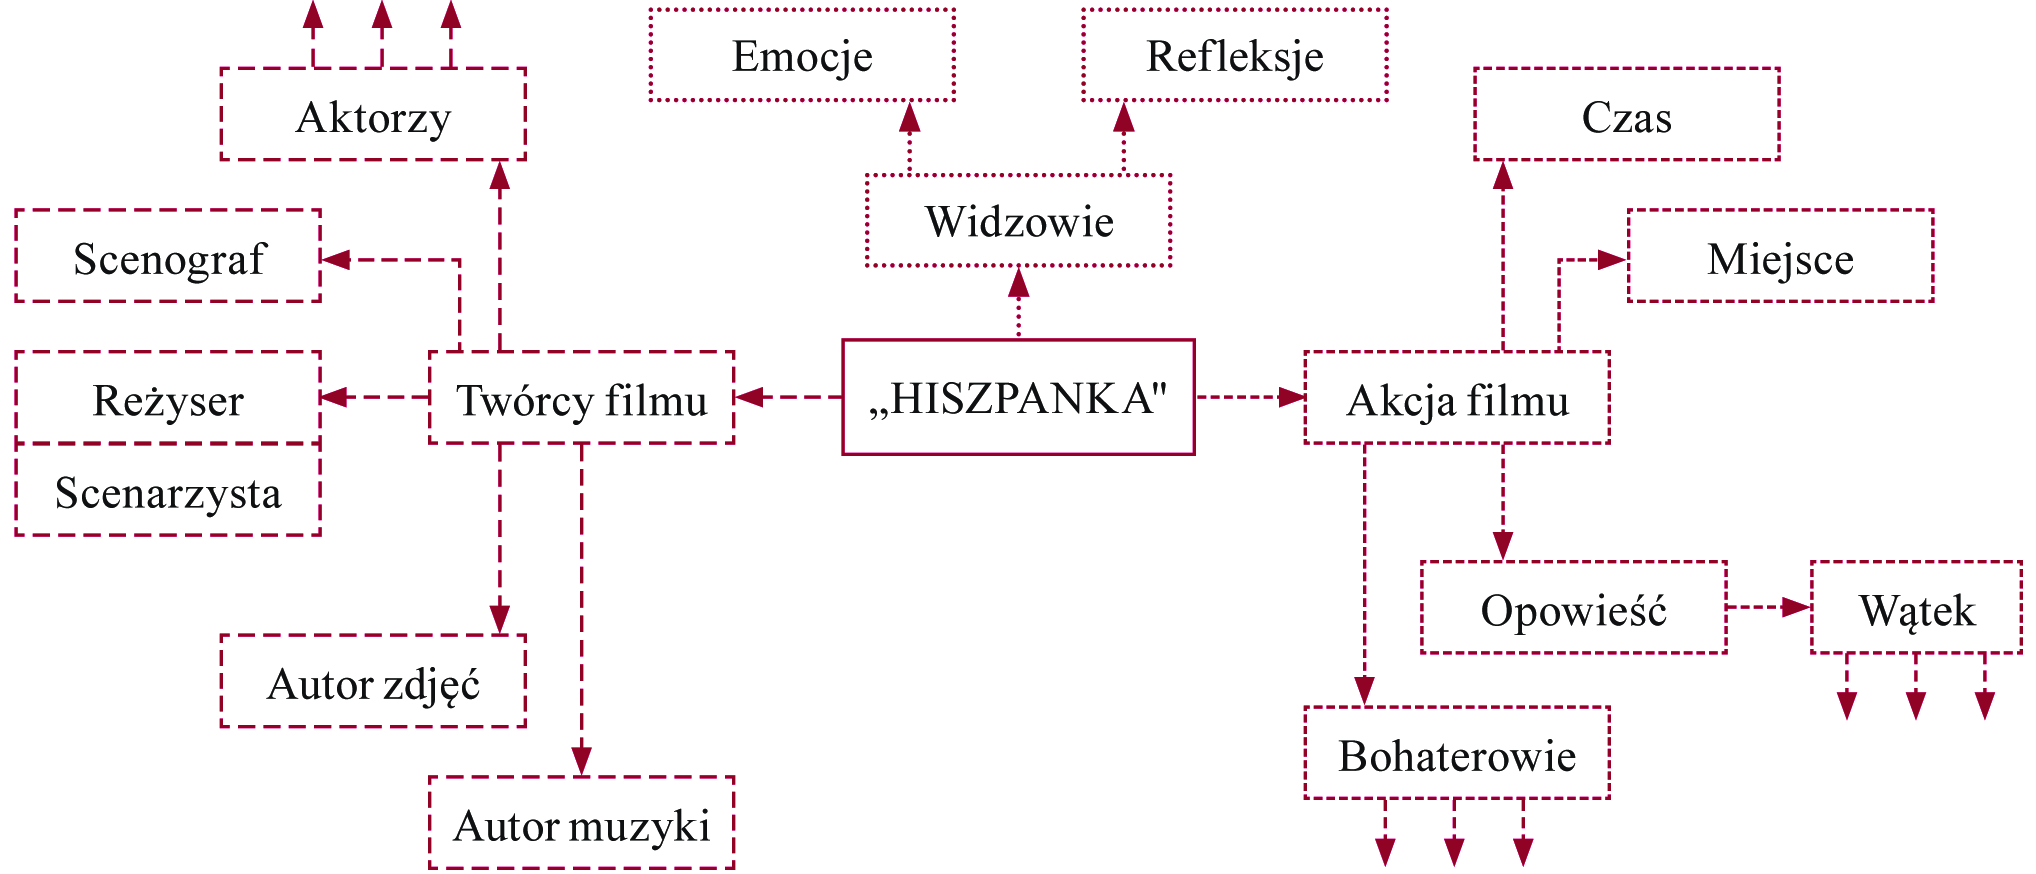 Emocje
Refleksje
Aktorzy
Czas
Widzowie
Scenograf
Miejsce
Reżyser
Twórcy filmu
„HISZPANKA"
Akcja filmu
Scenarzysta
Opowieść
Wątek
Autor zdjęć
Bohaterowie
Autor muzyki